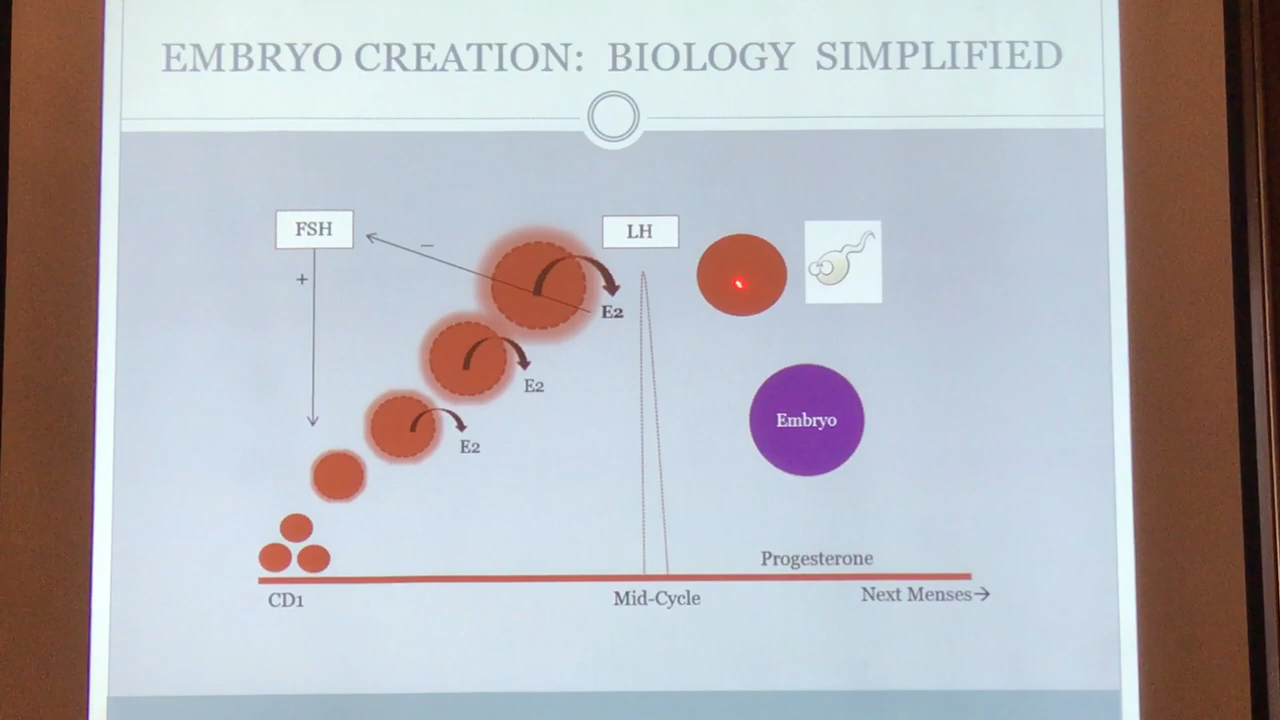 EMBRYO CREATION: BIOLOGY SIMPLIFIED
FSH
LH
+
−
E2
E2
E2
Embryo
Progesterone
CD1
Mid-Cycle
Next Menses→